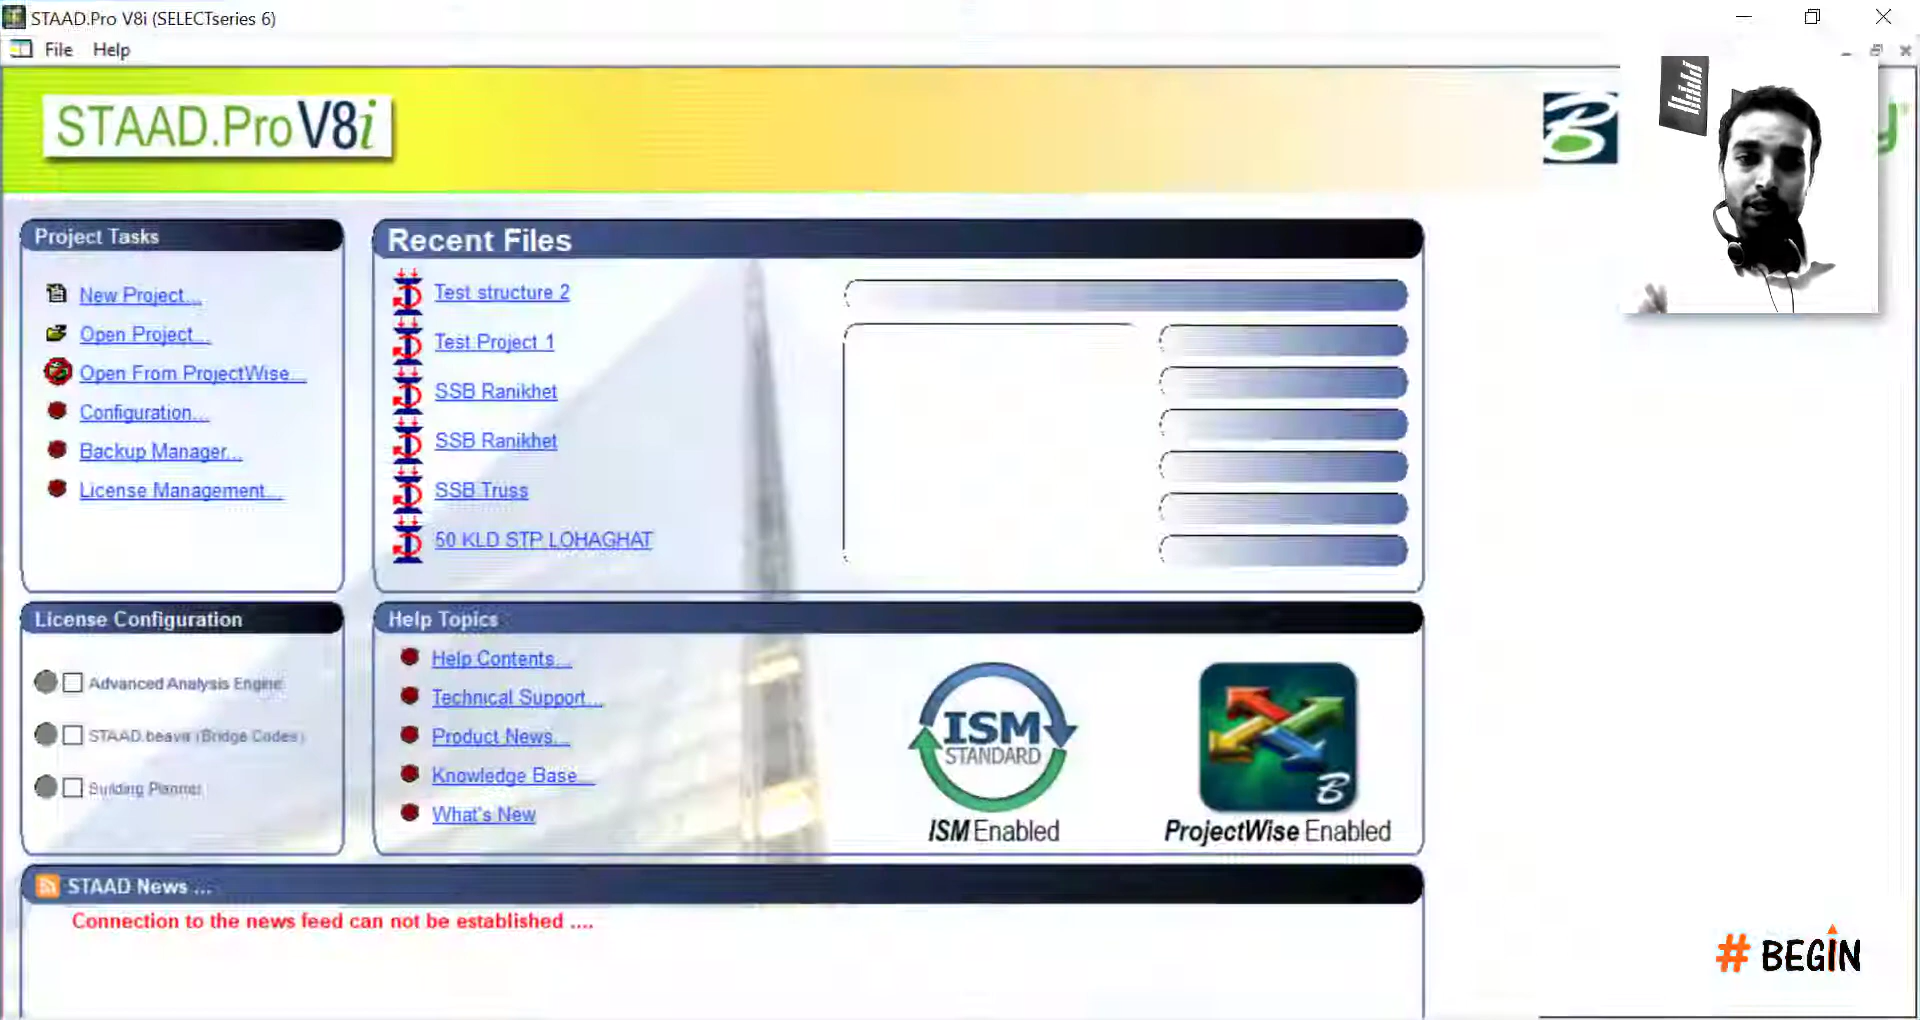 STAAD.Pro V8i (SELECTseries 6)
File Help
STAAD.Pro V8i
Project Tasks
New Project...
Open Project...
Open From ProjectWise...
Configuration...
Backup Manager...
License Management...
Recent Files
Test structure 2
Test Project 1
SSB Ranikhet
SSB Ranikhet
SSB Truss
50 KLD STP LOHAGHAT
License Configuration
Advanced Analysis Engine
STAAD.beava (Bridge Codes)
Building Planner
Help Topics
Help Contents...
Technical Support...
Product News...
Knowledge Base...
What's New
ISM
STANDARD
ISM Enabled
B
ProjectWise Enabled
STAAD News ...
Connection to the news feed can not be established ....
# BEGIN